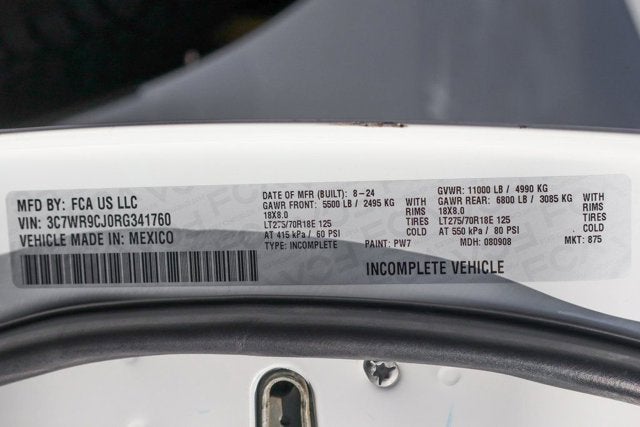 MFD BY: FCA US LLC
VIN: 3C7WR9CJ0RG341760
VEHICLE MADE IN: MEXICO
DATE OF MFR (BUILT): 8-24
GAWR FRONT: 5500 LB / 2495 KG WITH
18X8.0 RIMS
LT275/70R18E 125 TIRES
AT 415 kPa / 60 PSI COLD
TYPE: INCOMPLETE
GVWR: 11000 LB / 4990 KG
GAWR REAR: 6800 LB / 3085 KG WITH
18X8.0 RIMS
LT275/70R18E 125 TIRES
AT 550 kPa / 80 PSI COLD
PAINT: PW7 MDH: 080908 MKT: 875
INCOMPLETE VEHICLE